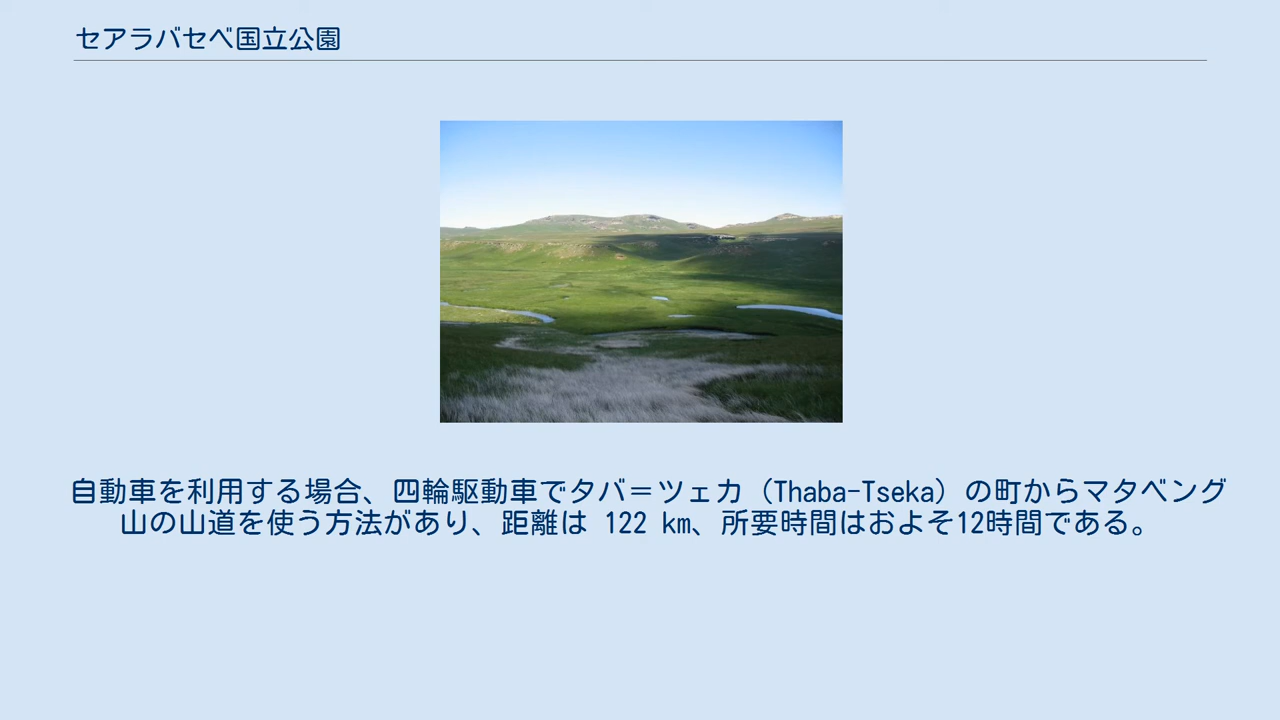 セアラバセベ国立公園
自動車を利用する場合、四輪駆動車でタバ＝ツェカ（Thaba-Tseka）の町からマタベング
山の山道を使う方法があり、距離は 122 km、所要時間はおよそ12時間である。